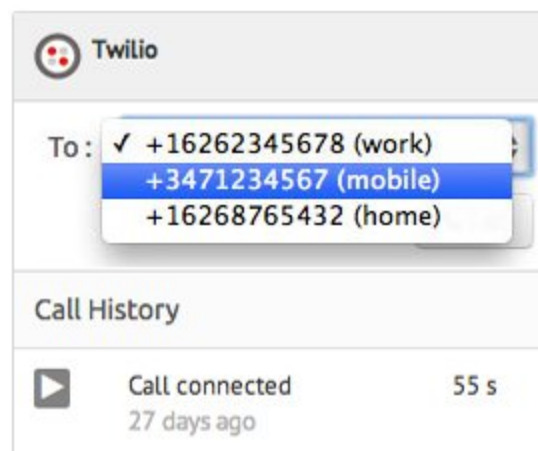 Twilio
To :
✓ +16262345678 (work)
+3471234567 (mobile)
+16268765432 (home)
Call History
Call connected 55 s
27 days ago